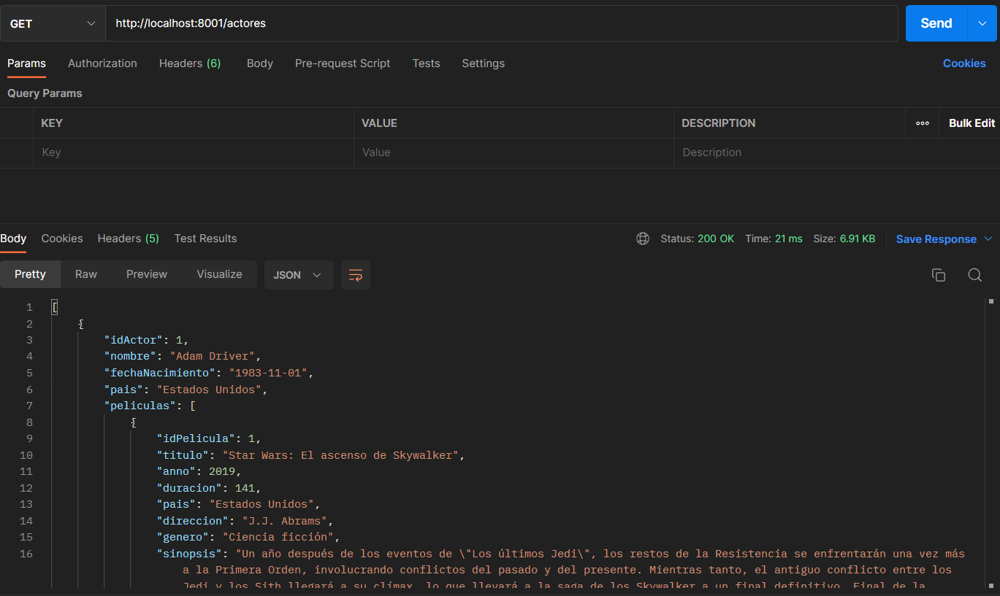 GET http://localhost:8001/actores Send
Params Authorization Headers (6) Body Pre-request Script Tests Settings Cookies
Query Params
KEY VALUE DESCRIPTION ooo Bulk Edit
Key Value Description
Body Cookies Headers (5) Test Results Status: 200 OK Time: 21 ms Size: 6.91 KB Save Response
Pretty Raw Preview Visualize JSON
1 [
2 {
3 "idActor": 1,
4 "nombre": "Adam Driver",
5 "fechaNacimiento": "1983-11-01",
6 "pais": "Estados Unidos",
7 "peliculas": [
8 {
9 "idPelicula": 1,
10 "titulo": "Star Wars: El ascenso de Skywalker",
11 "anno": 2019,
12 "duracion": 141,
13 "pais": "Estados Unidos",
14 "direccion": "J.J. Abrams",
15 "genero": "Ciencia ficción",
16 "sinopsis": "Un año después de los eventos de \"Los últimos Jedi\", los restos de la Resistencia se enfrentarán una vez más
a la Primera Orden, involucrando conflictos del pasado y del presente. Mientras tanto, el antiguo conflicto entre los
Jedi y los Sith llegará a su clímax, lo que llevará a la saga de los Skywalker a un final definitivo. Final de la